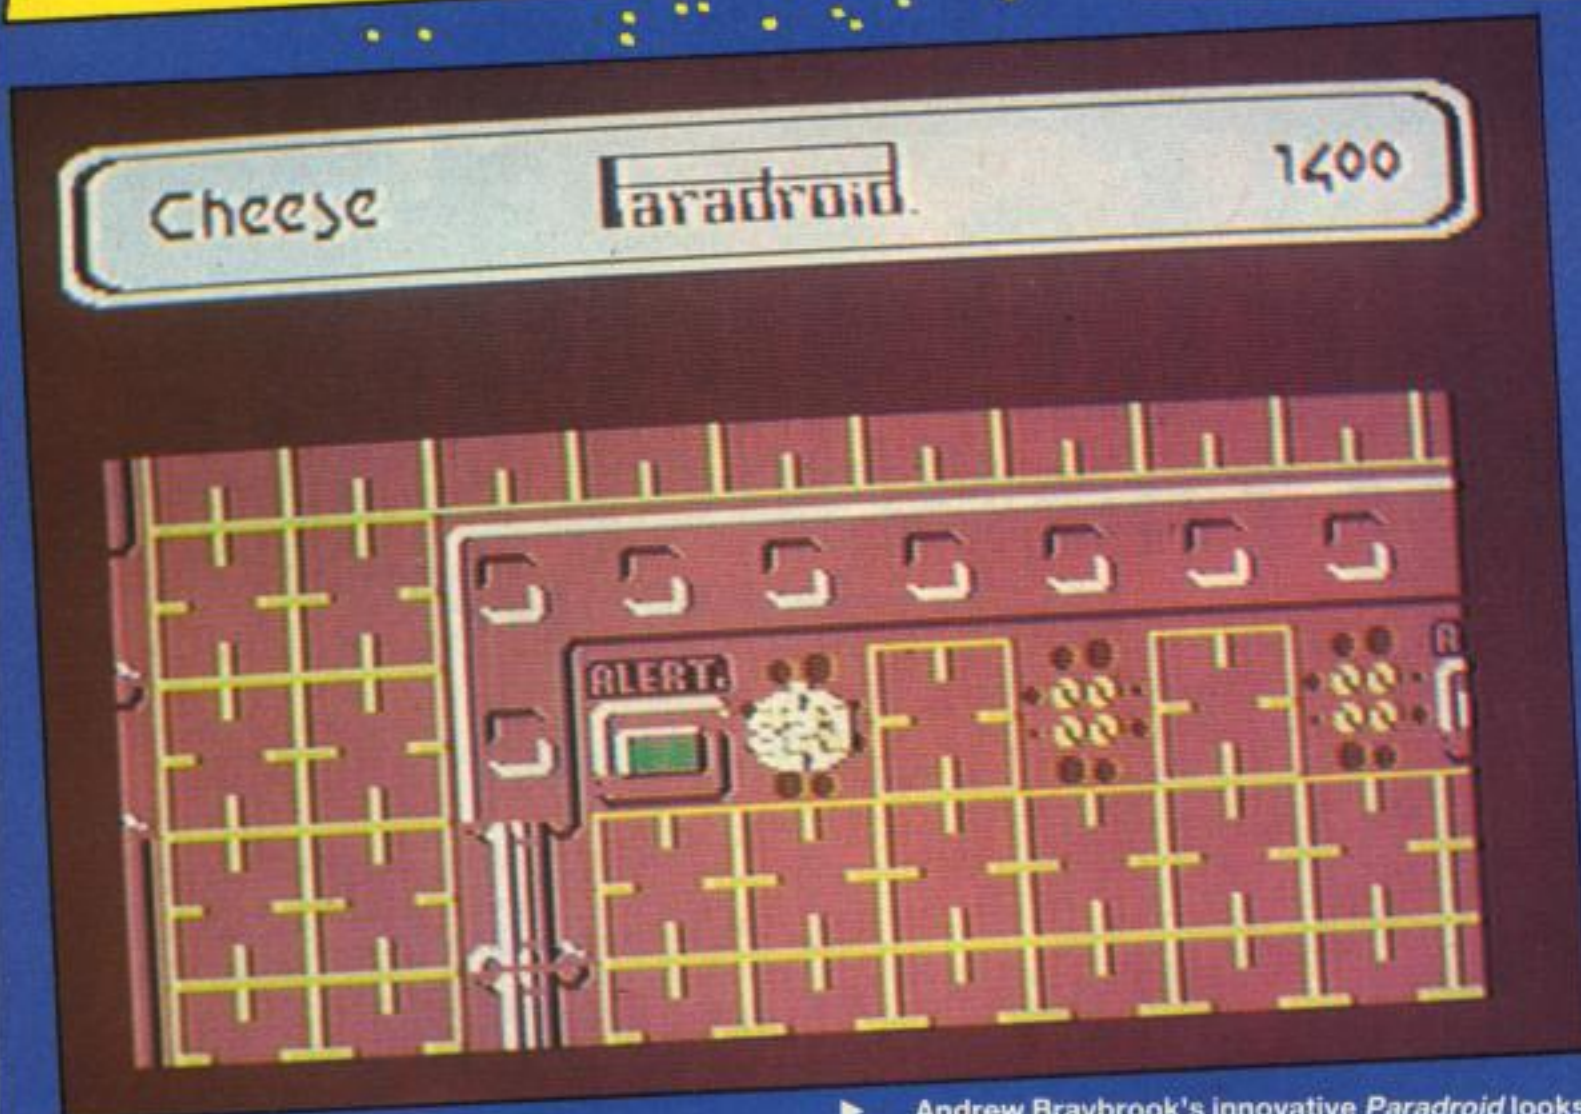 Cheese Paradroid 1400
ALERT.
Andrew Braybrook's innovative Paradroid looks